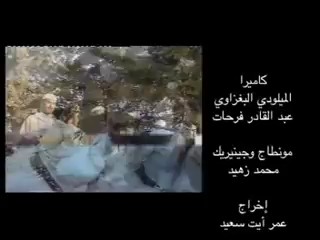 كاميرا
الميلودي البغزاوي
عبد القادر فرحات
مونطاج وجينيريك
محمد زهيد
إخراج
عمر أيت سعيد